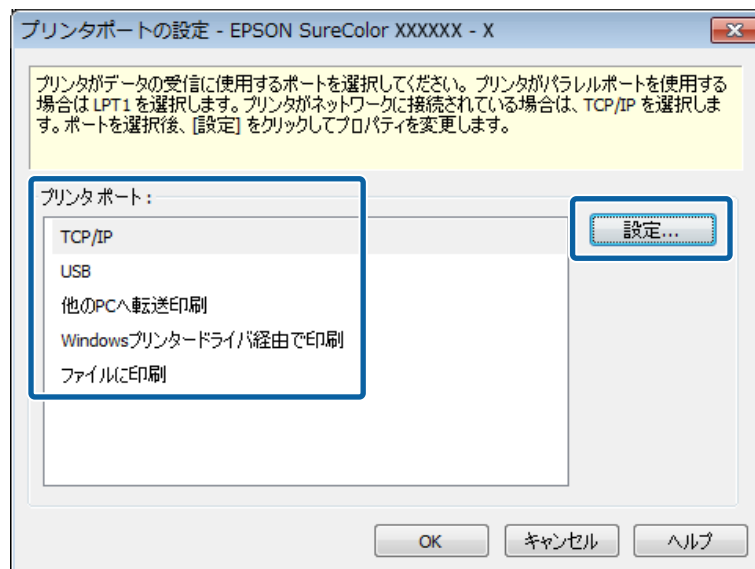 プリンタポートの設定 - EPSON SureColor XXXXXX - X
プリンタがデータの受信に使用するポートを選択してください。プリンタがパラレルポートを使用する
場合は LPT1 を選択します。プリンタがネットワークに接続されている場合は、TCP/IP を選択しま
す。ポートを選択後、[設定] をクリックしてプロパティを変更します。
プリンタ ポート :
設定...
TCP/IP
USB
他のPCへ転送印刷
Windowsプリンタードライバ経由で印刷
ファイルに印刷
OK
キャンセル
ヘルプ